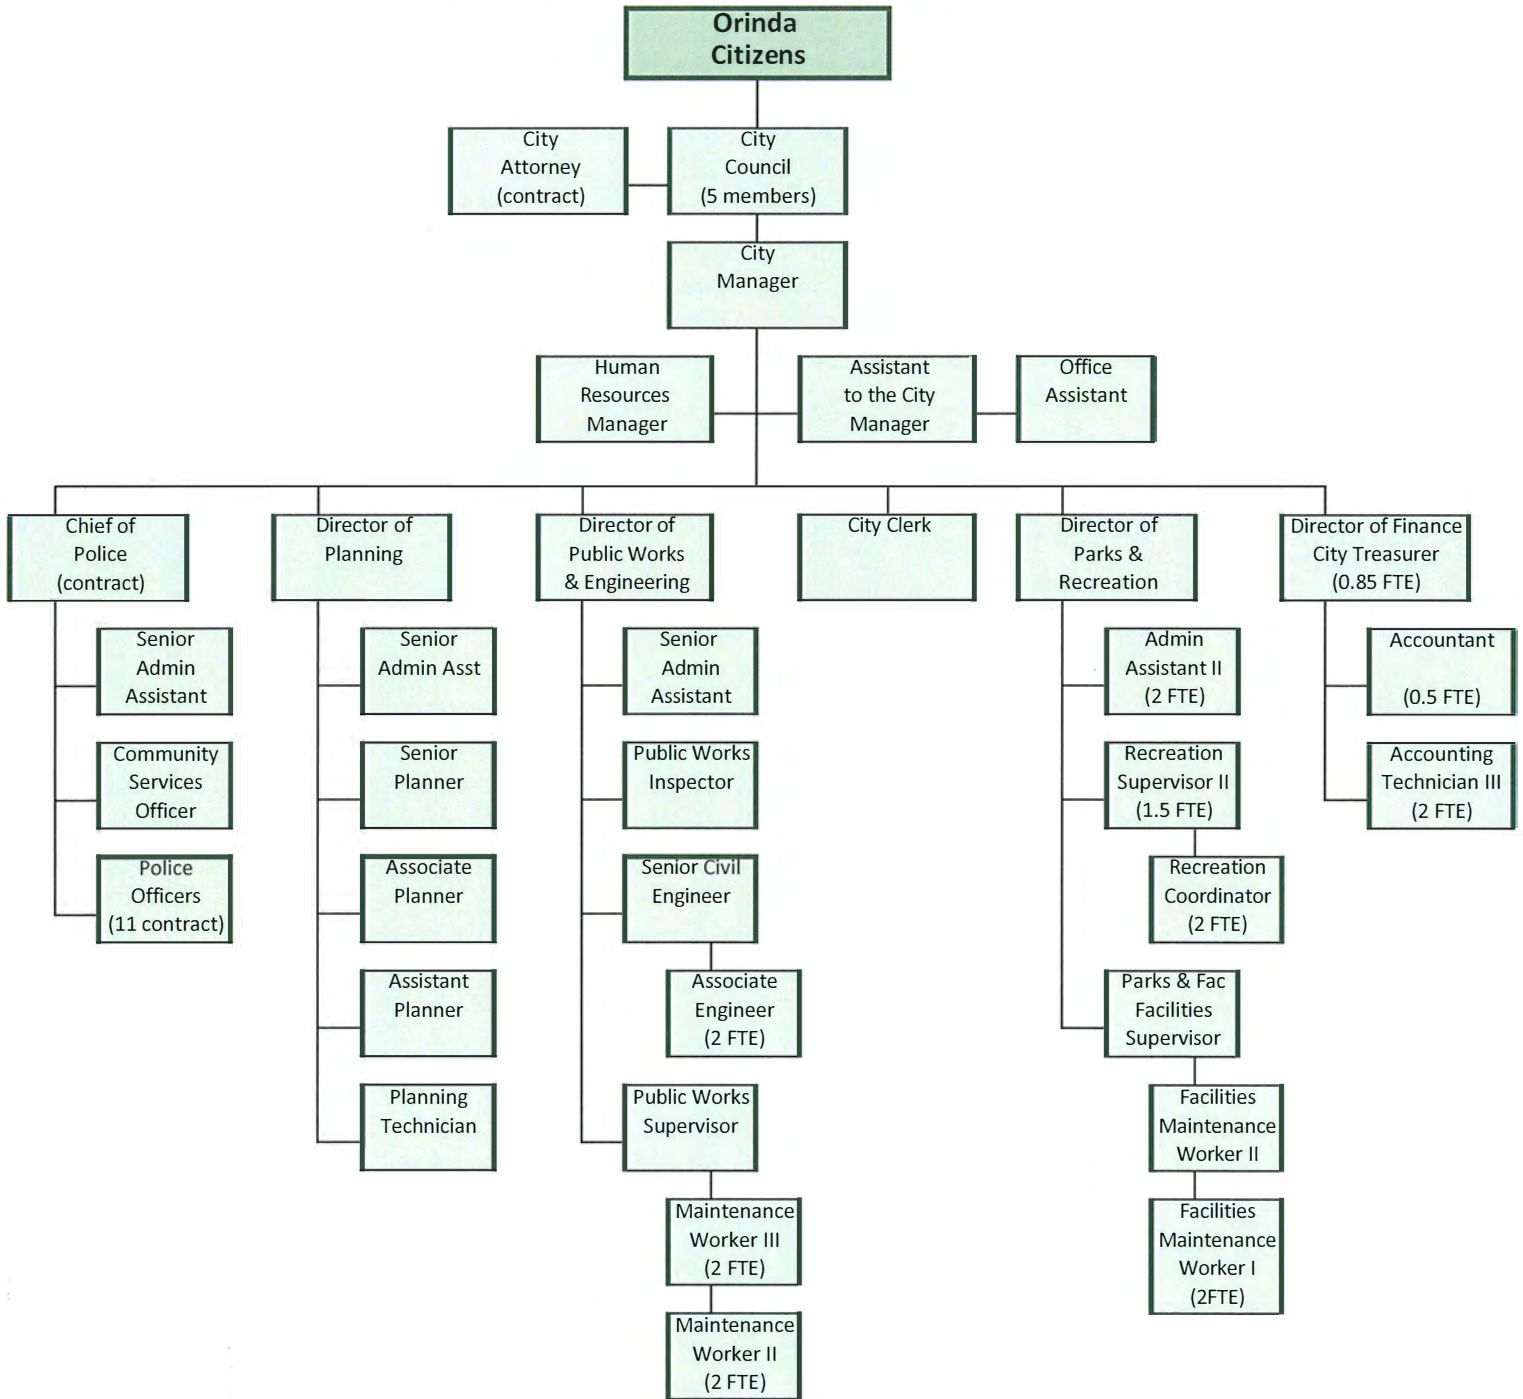 Orinda
Citizens
City
Attorney
(contract)
City
Council
(5 members)
City
Manager
Human
Resources
Manager
Assistant
to the City
Manager
Office
Assistant
Chief of
Police
(contract)
Director of
Planning
Director of
Public Works
& Engineering
City Clerk
Director of
Parks &
Recreation
Director of Finance
City Treasurer
(0.85 FTE)
Senior
Admin
Assistant
Community
Services
Officer
Police
Officers
(11 contract)
Senior
Admin Asst
Senior
Planner
Associate
Planner
Assistant
Planner
Planning
Technician
Senior
Admin
Assistant
Public Works
Inspector
Senior Civil
Engineer
Associate
Engineer
(2 FTE)
Public Works
Supervisor
Maintenance
Worker III
(2 FTE)
Maintenance
Worker II
(2 FTE)
Admin
Assistant II
(2 FTE)
Recreation
Supervisor II
(1.5 FTE)
Recreation
Coordinator
(2 FTE)
Parks & Fac
Facilities
Supervisor
Facilities
Maintenance
Worker II
Facilities
Maintenance
Worker I
(2FTE)
Accountant
(0.5 FTE)
Accounting
Technician III
(2 FTE)